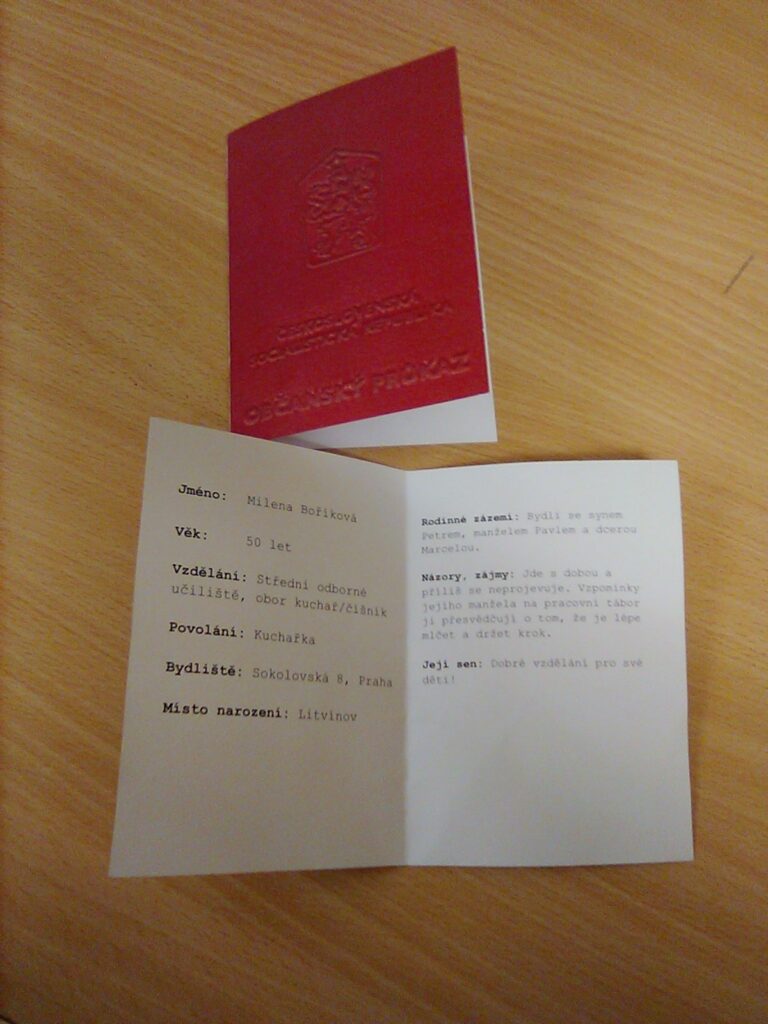 ČESKOSLOVENSKÁ
SOCIALISTICKÁ REPUBLIKA
OBČANSKÝ PRŮKAZ
Jméno: Milena Boříková
Věk: 50 let
Vzdělání: Střední odborné
učiliště, obor kuchař/číšník
Povolání: Kuchařka
Bydliště: Sokolovská 8, Praha
Místo narození: Litvínov
Rodinné zázemí: Bydlí se synem
Petrem, manželem Pavlem a dcerou
Marcelou.
Názory, zájmy: Jde s dobou a
příliš se neprojevuje. Vzpomínky
jejího manžela na pracovní tábor
ji přesvědčují o tom, že je lépe
mlčet a držet krok.
Její sen: Dobré vzdělání pro své
děti!